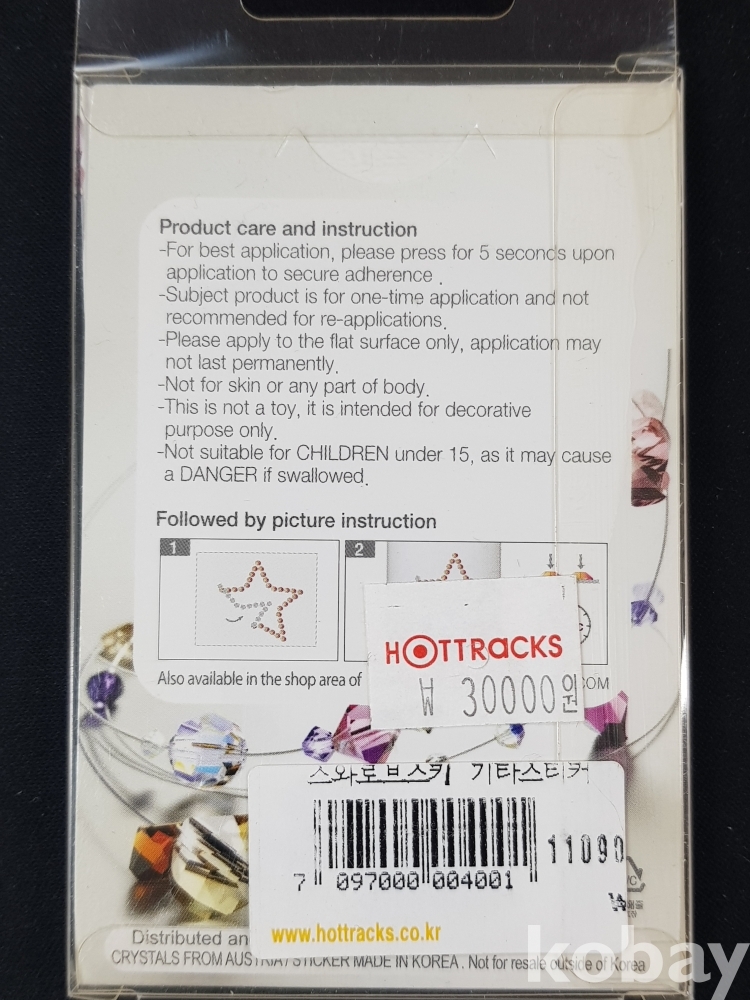 Product care and instruction
-For best application, please press for 5 seconds upon
application to secure adherence .
-Subject product is for one-time application and not
recommended for re-applications.
-Please apply to the flat surface only, application may
not last permanently.
-Not for skin or any part of body.
-This is not a toy, it is intended for decorative
purpose only.
-Not suitable for CHILDREN under 15, as it may cause
a DANGER if swallowed.
Followed by picture instruction
1 2
HOTTRACKS
₩ 30000원
Also available in the shop area of
스와로브스키 기타스티커
11090
7 097000 004001
www.hottracks.co.kr
Distributed an
CRYSTALS FROM AUSTRIA / STICKER MADE IN KOREA . Not for resale outside of Korea
kobay